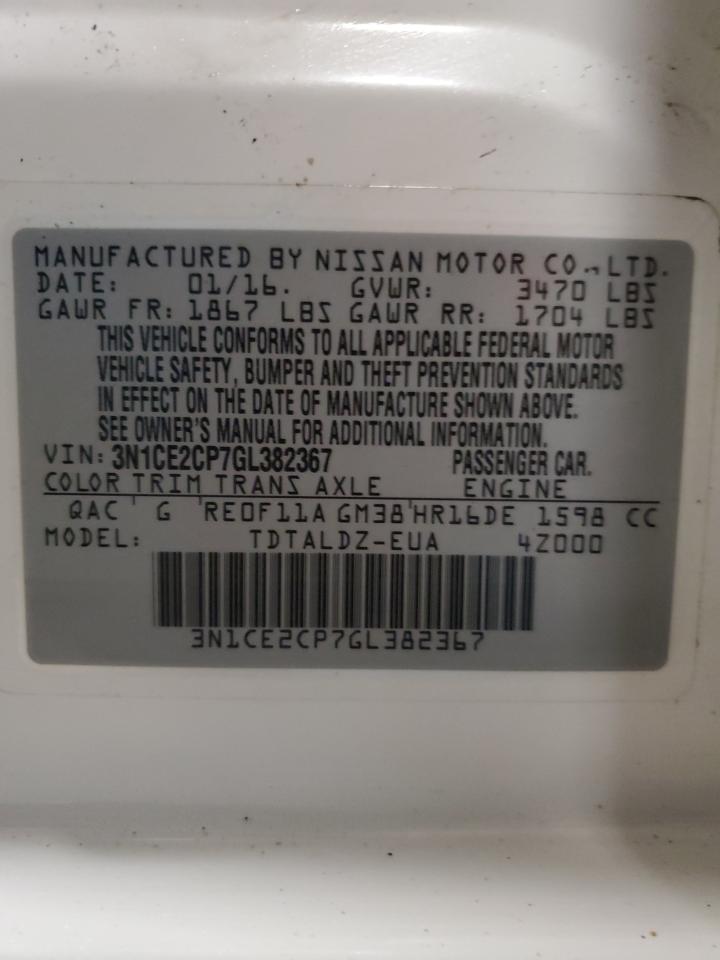 MANUFACTURED BY NISSAN MOTOR CO.,LTD.
DATE: 01/16. GVWR: 3470 LBS
GAWR FR: 1867 LBS GAWR RR: 1704 LBS
THIS VEHICLE CONFORMS TO ALL APPLICABLE FEDERAL MOTOR
VEHICLE SAFETY, BUMPER AND THEFT PREVENTION STANDARDS
IN EFFECT ON THE DATE OF MANUFACTURE SHOWN ABOVE.
SEE OWNER'S MANUAL FOR ADDITIONAL INFORMATION.
VIN: 3N1CE2CP7GL382367 PASSENGER CAR.
COLOR TRIM TRANS AXLE ENGINE
QAC G RE0F11A GM38 HR16DE 1598 CC
MODEL: TDTALDZ-EUA 4Z000
3N1CE2CP7GL382367